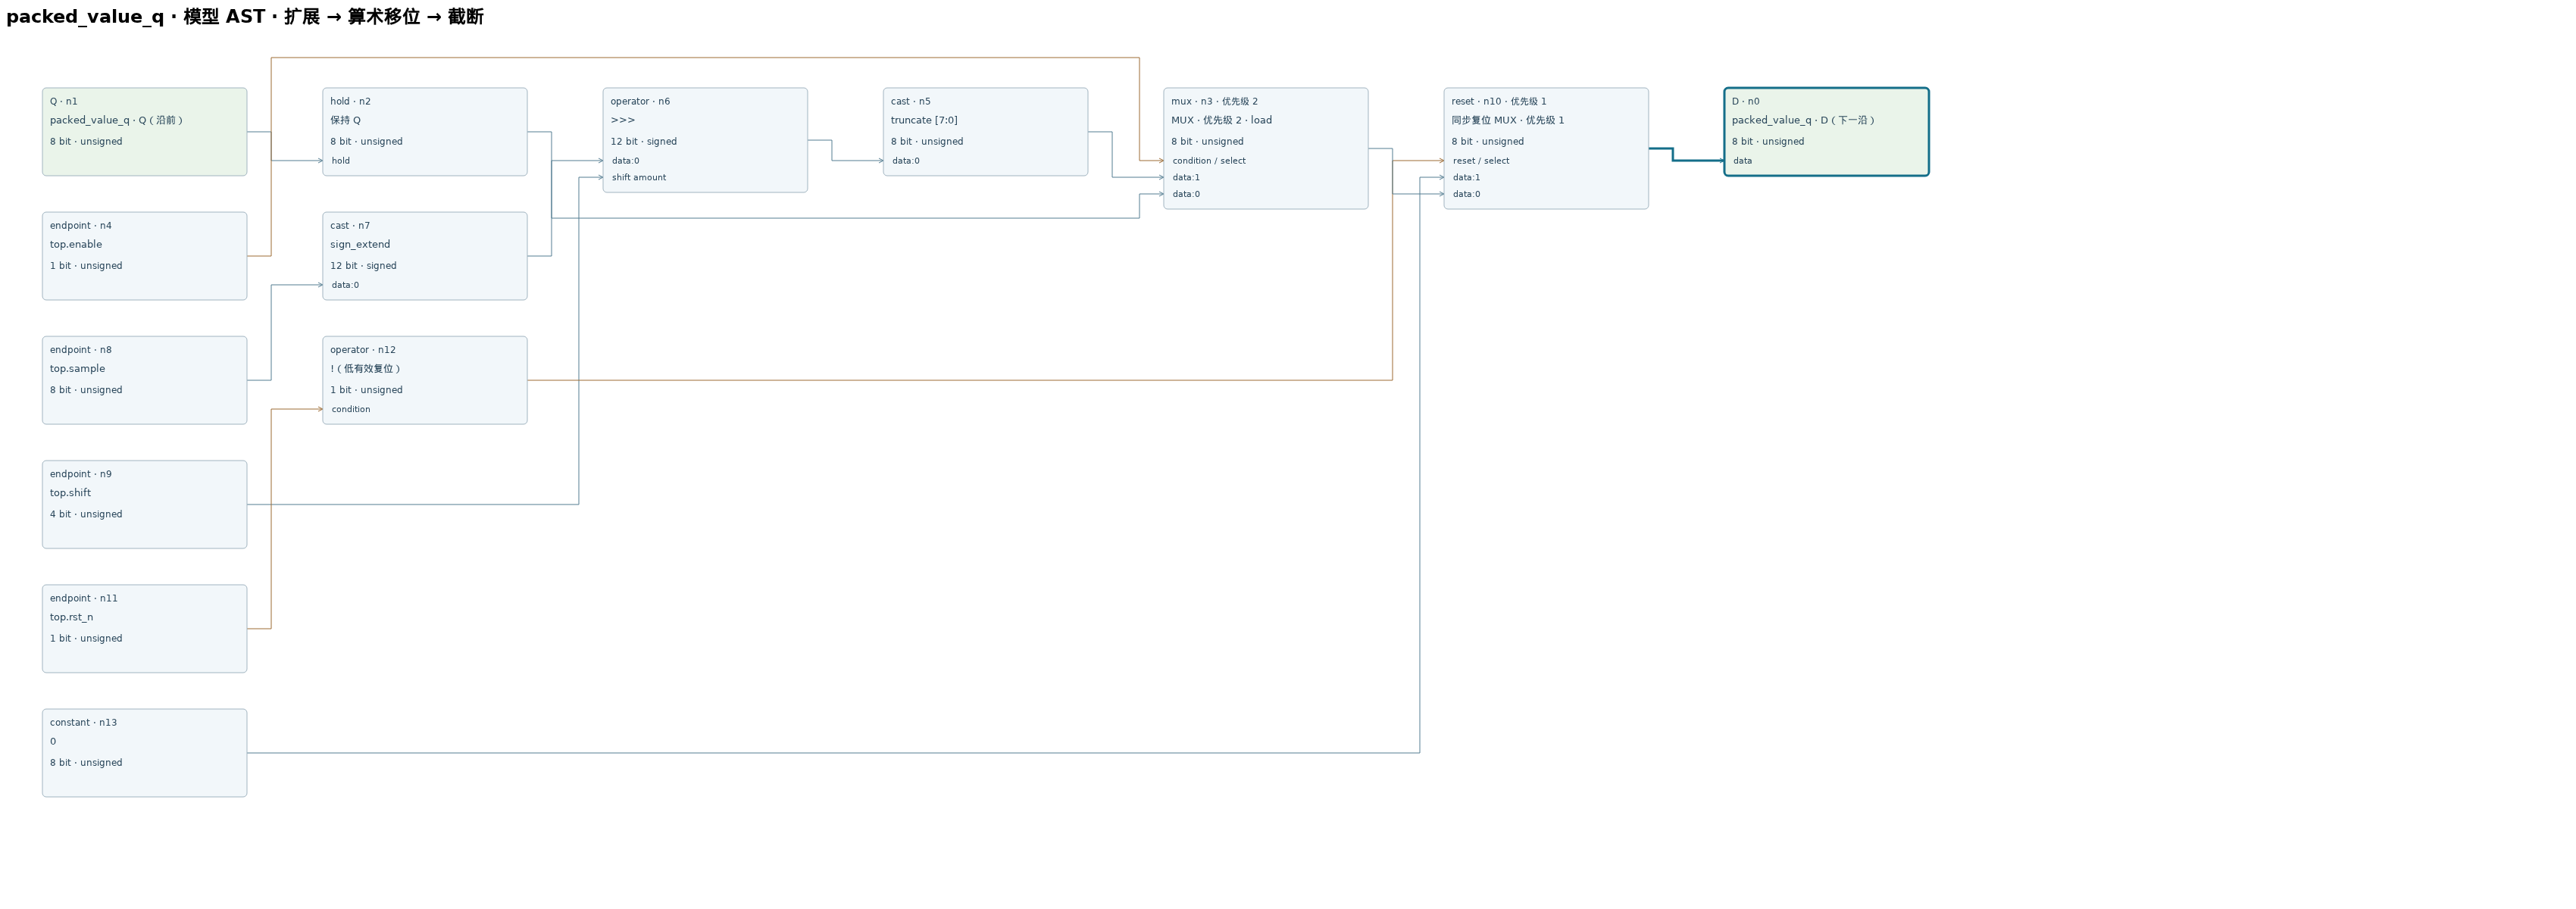 packed_value_q · 模型 AST · 扩展 → 算术移位 → 截断
Q · n1
packed_value_q · Q（沿前）
8 bit · unsigned
endpoint · n4
top.enable
1 bit · unsigned
endpoint · n8
top.sample
8 bit · unsigned
endpoint · n9
top.shift
4 bit · unsigned
endpoint · n11
top.rst_n
1 bit · unsigned
constant · n13
0
8 bit · unsigned
hold · n2
保持 Q
8 bit · unsigned
hold
cast · n7
sign_extend
12 bit · signed
data:0
operator · n12
!（低有效复位）
1 bit · unsigned
condition
operator · n6
>>>
12 bit · signed
data:0
shift amount
cast · n5
truncate [7:0]
8 bit · unsigned
data:0
mux · n3 · 优先级 2
MUX · 优先级 2 · load
8 bit · unsigned
condition / select
data:1
data:0
reset · n10 · 优先级 1
同步复位 MUX · 优先级 1
8 bit · unsigned
reset / select
data:1
data:0
D · n0
packed_value_q · D（下一沿）
8 bit · unsigned
data